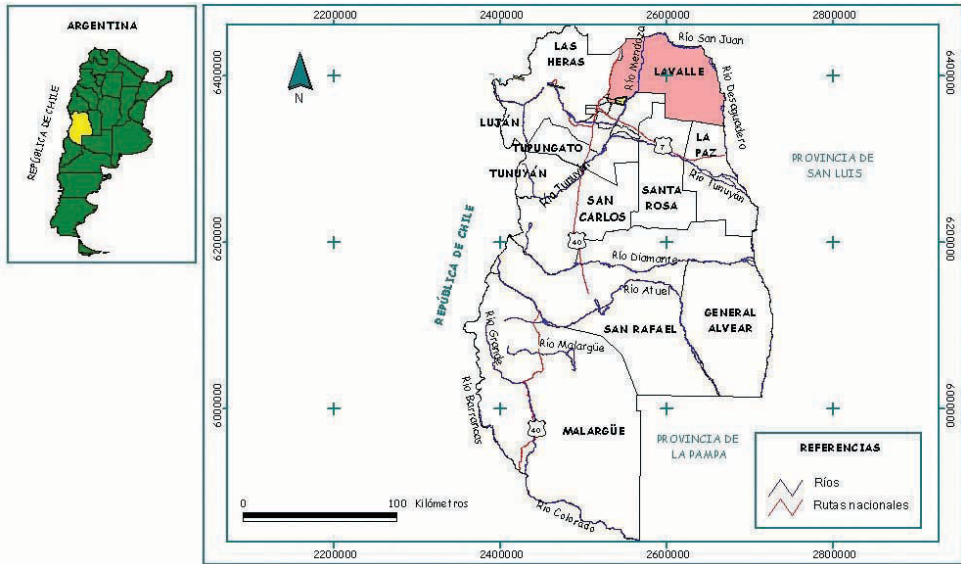 ARGENTINA
REPÚBLICA DE CHILE
2200000
2400000
2600000
2800000
6400000
6400000
N
LAS
HERAS
Río Mendoza
Río San Juan
LAVALLE
Río Desaguadero
LUJÁN
TUPUNGATO
LA
PAZ
7
TUNUYÁN
Río Tunuyán
Río Tunuyán
PROVINCIA DE
SAN LUIS
SAN
CARLOS
SANTA
ROSA
REPÚBLICA DE CHILE
6200000
6200000
40
Río Diamante
Río Atuel
SAN RAFAEL
GENERAL
ALVEAR
Río Grande
Río Malargüe
Río Barrancas
6000000
6000000
40
MALARGÜE
PROVINCIA DE
LA PAMPA
REFERENCIAS
Ríos
Rutas nacionales
0
100 Kilómetros
Río Colorado
2200000
2400000
2600000
2800000